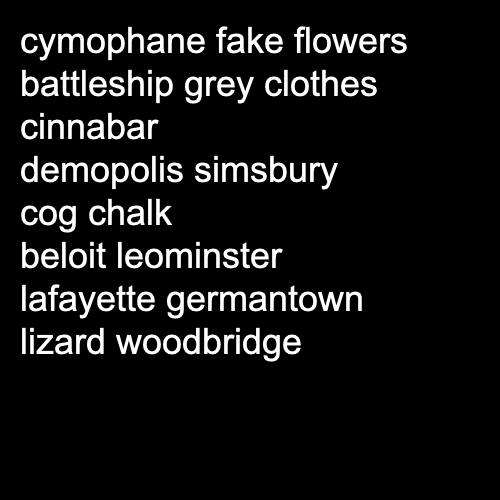 cymophane fake flowers
battleship grey clothes
cinnabar
demopolis simsbury
cog chalk
beloit leominster
lafayette germantown
lizard woodbridge